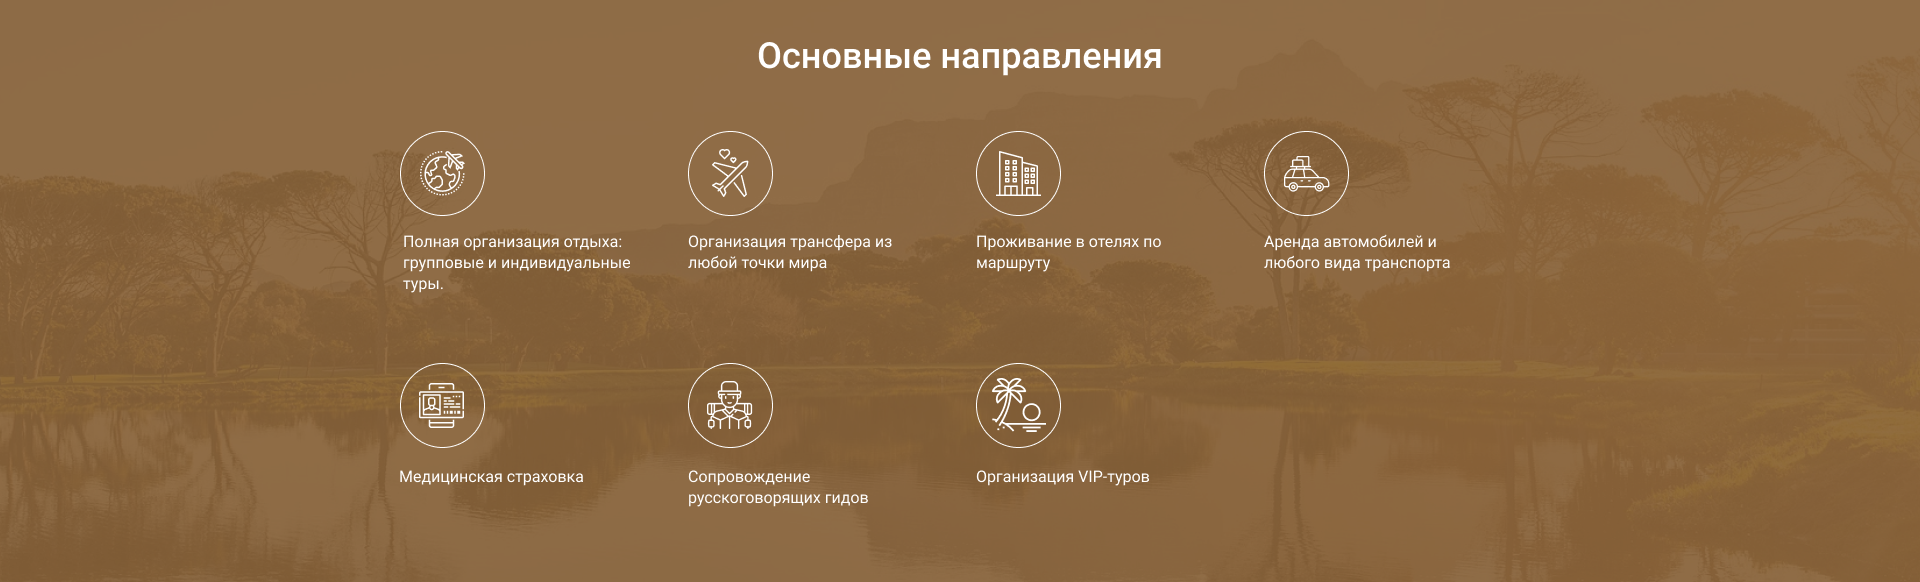 Основные направления
Полная организация отдыха:
групповые и индивидуальные
туры.
Организация трансфера из
любой точки мира
Проживание в отелях по
маршруту
Аренда автомобилей и
любого вида транспорта
Медицинская страховка
Сопровождение
русскоговорящих гидов
Организация VIP-туров